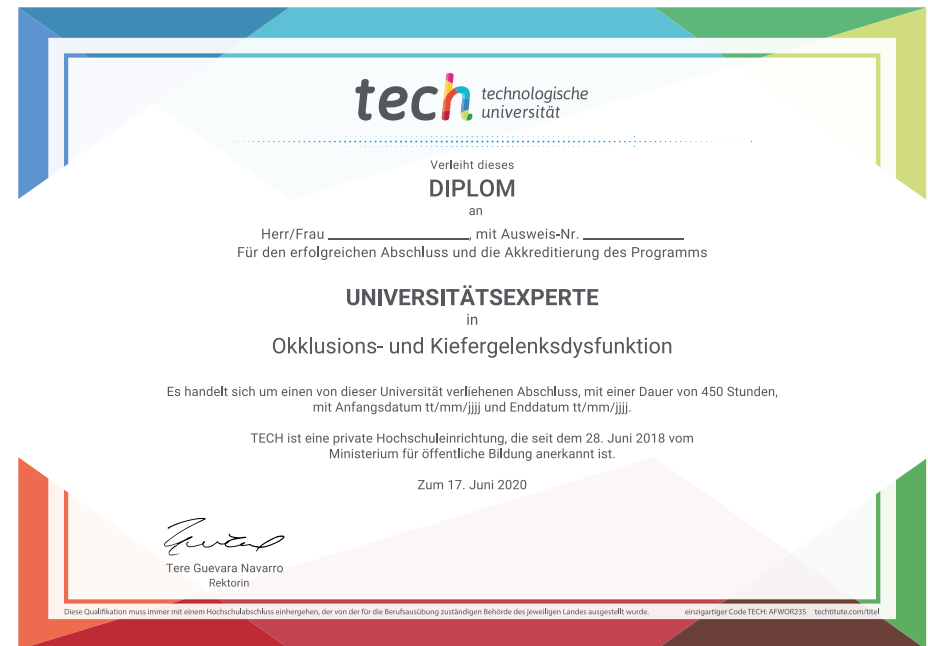 tech technologische
universität
Verleiht dieses
DIPLOM
an
Herr/Frau ____________________, mit Ausweis-Nr. ______________
Für den erfolgreichen Abschluss und die Akkreditierung des Programms
UNIVERSITÄTSEXPERTE
in
Okklusions- und Kiefergelenksdysfunktion
Es handelt sich um einen von dieser Universität verliehenen Abschluss, mit einer Dauer von 450 Stunden,
mit Anfangsdatum tt/mm/jjjj und Enddatum tt/mm/jjjj.
TECH ist eine private Hochschuleinrichtung, die seit dem 28. Juni 2018 vom
Ministerium für öffentliche Bildung anerkannt ist.
Zum 17. Juni 2020
Tere Guevara Navarro
Rektorin
Diese Qualifikation muss immer mit einem Hochschulabschluss einhergehen, der von der für die Berufsausübung zuständigen Behörde des jeweiligen Landes ausgestellt wurde. einzigartiger Code TECH: AFWOR23S techtitute.com/titel